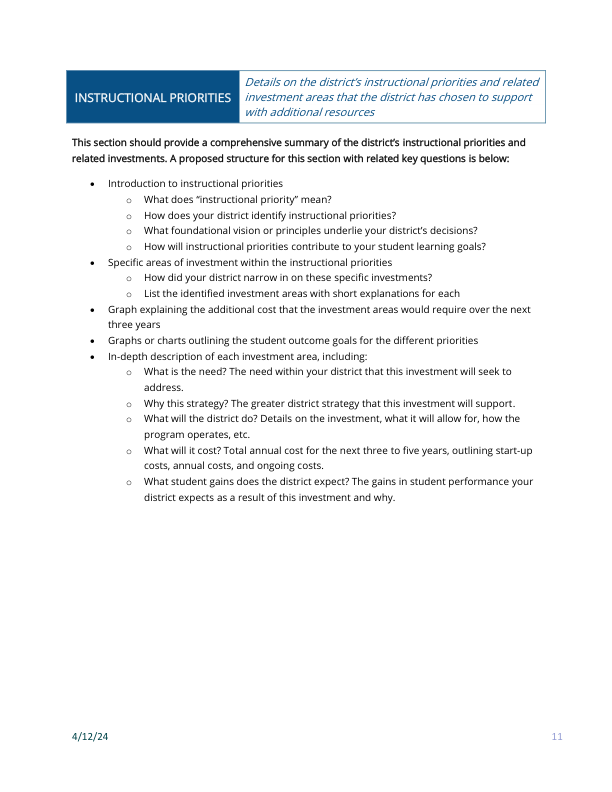 INSTRUCTIONAL PRIORITIES
Details on the district's instructional priorities and related
investment areas that the district has chosen to support
with additional resources
This section should provide a comprehensive summary of the district's instructional priorities and
related investments. A proposed structure for this section with related key questions is below:
• Introduction to instructional priorities
o What does “instructional priority” mean?
o How does your district identify instructional priorities?
o What foundational vision or principles underlie your district's decisions?
o How will instructional priorities contribute to your student learning goals?
• Specific areas of investment within the instructional priorities
o How did your district narrow in on these specific investments?
o List the identified investment areas with short explanations for each
• Graph explaining the additional cost that the investment areas would require over the next
three years
• Graphs or charts outlining the student outcome goals for the different priorities
• In-depth description of each investment area, including:
o What is the need? The need within your district that this investment will seek to
address.
o Why this strategy? The greater district strategy that this investment will support.
o What will the district do? Details on the investment, what it will allow for, how the
program operates, etc.
o What will it cost? Total annual cost for the next three to five years, outlining start-up
costs, annual costs, and ongoing costs.
o What student gains does the district expect? The gains in student performance your
district expects as a result of this investment and why.
4/12/24
11